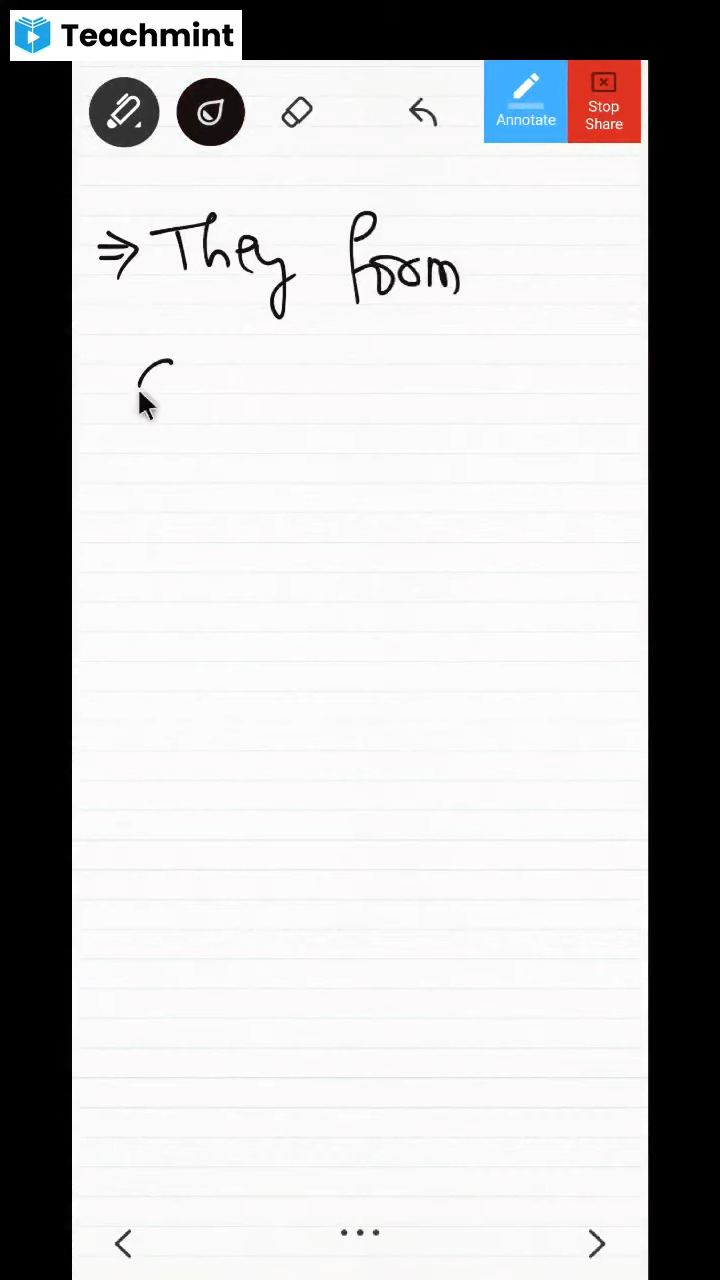 Teachmint
Annotate
Stop
Share
⇒ They form